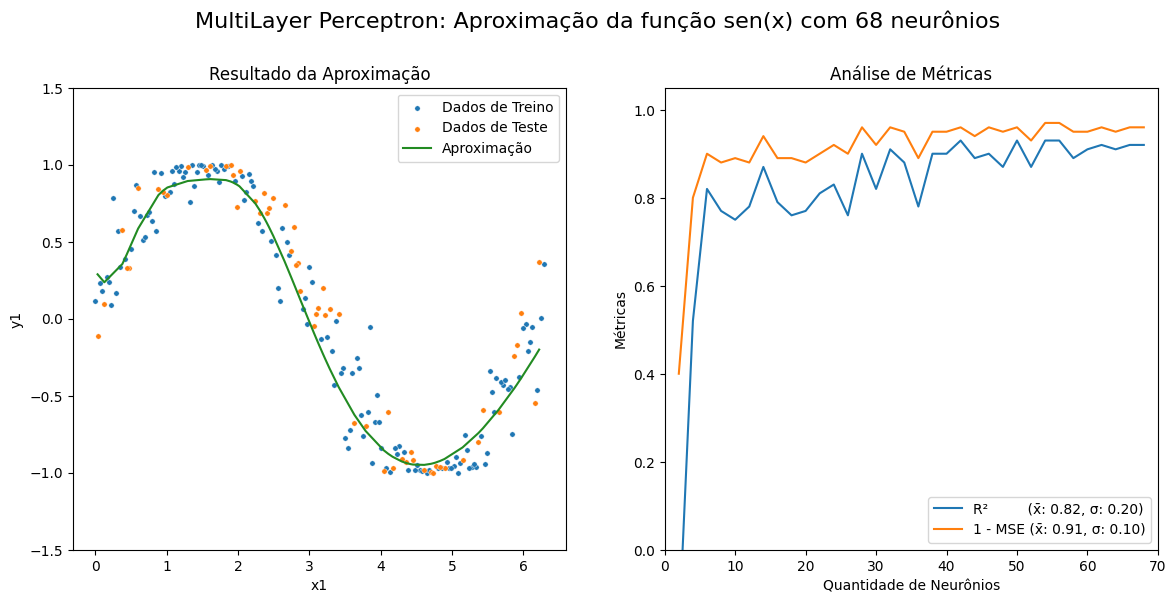 MultiLayer Perceptron: Aproximação da função sen(x) com 68 neurônios
Resultado da Aproximação
1.5
1.0
0.5
0.0
−0.5
−1.0
−1.5
y1
0 1 2 3 4 5 6
x1
Dados de Treino
Dados de Teste
Aproximação
Análise de Métricas
1.0
0.8
0.6
0.4
0.2
0.0
Métricas
0 10 20 30 40 50 60 70
Quantidade de Neurônios
R² (x̄: 0.82, σ: 0.20)
1 - MSE (x̄: 0.91, σ: 0.10)